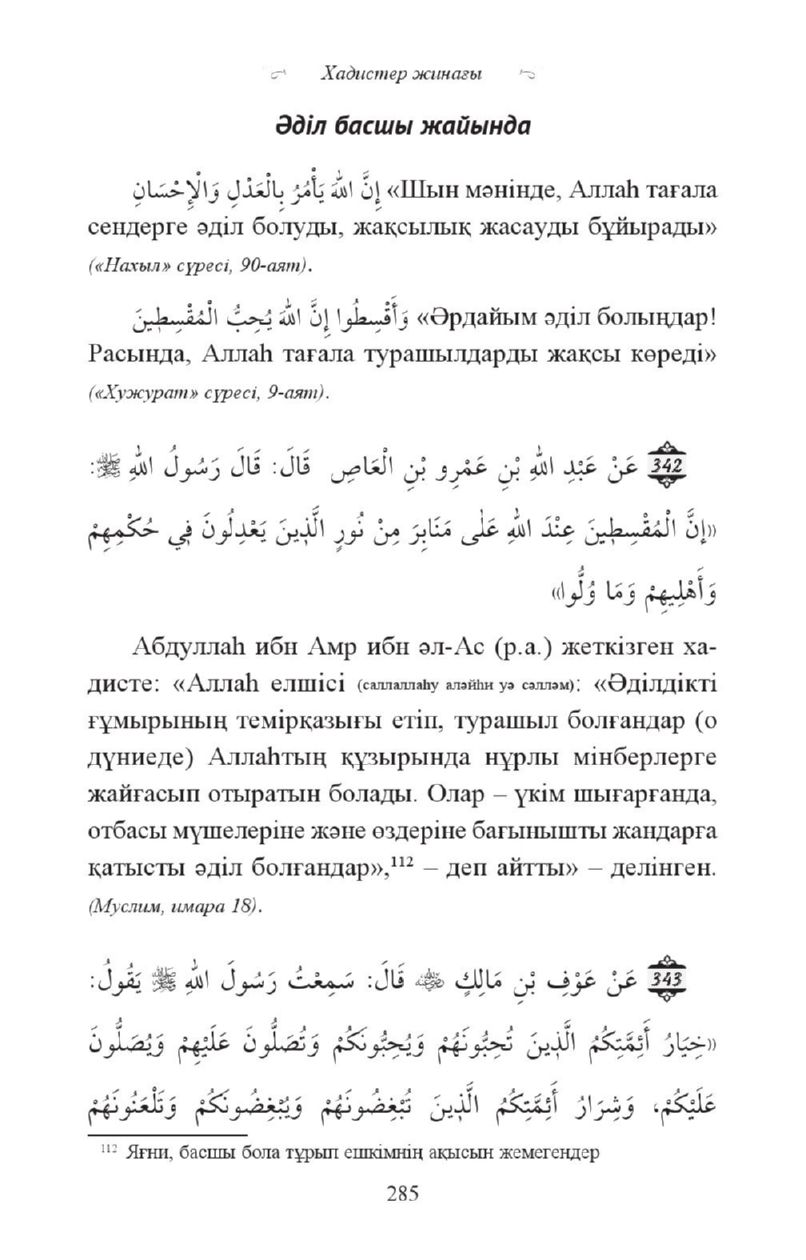 Хадистер жинағы
Әділ басшы жайында
إِنَّ اللهَ يَأْمُرُ بِالْعَدْلِ وَالْإِحْسَانِ «Шын мәнінде, Аллаһ тағала
сендерге әділ болуды, жақсылық жасауды бұйырады»
(«Нахыл» сүресі, 90-аят).
وَأَقْسِطُوا إِنَّ اللهَ يُحِبُّ الْمُقْسِطِينَ «Әрдайым әділ болыңдар!
Расында, Аллаһ тағала турашылдарды жақсы көреді»
(«Хужурат» сүресі, 9-аят).
342 عَنْ عَبْدِ اللهِ بْنِ عَمْرِو بْنِ الْعَاصِ قَالَ: قَالَ رَسُولُ اللهِ ﷺ:
«إِنَّ الْمُقْسِطِينَ عِنْدَ اللهِ عَلَى مَنَابِرَ مِنْ نُورٍ الَّذِينَ يَعْدِلُونَ فِي حُكْمِهِمْ
وَأَهْلِيهِمْ وَمَا وُلُّوا»
Абдуллаһ ибн Амр ибн әл-Ас (р.а.) жеткізген ха-
дисте: «Аллаһ елшісі (саллаллаһу аләйһи уә сәлләм): «Әділдікті
ғұмырының темірқазығы етіп, турашыл болғандар (о
дүниеде) Аллаһтың құзырында нұрлы мінберлерге
жайғасып отыратын болады. Олар – үкім шығарғанда,
отбасы мүшелеріне және өздеріне бағынышты жандарға
қатысты әділ болғандар»,¹¹² – деп айтты» – делінген.
(Муслим, имара 18).
343 عَنْ عَوْفِ بْنِ مَالِكٍ ﵁ قَالَ: سَمِعْتُ رَسُولَ اللهِ ﷺ يَقُولُ:
«خِيَارُ أَئِمَّتِكُمُ الَّذِينَ تُحِبُّونَهُمْ وَيُحِبُّونَكُمْ وَتُصَلُّونَ عَلَيْهِمْ وَيُصَلُّونَ
عَلَيْكُمْ، وَشِرَارُ أَئِمَّتِكُمُ الَّذِينَ تُبْغِضُونَهُمْ وَيُبْغِضُونَكُمْ وَتَلْعَنُونَهُمْ
¹¹² Яғни, басшы бола тұрып ешкімнің ақысын жемегендер
285